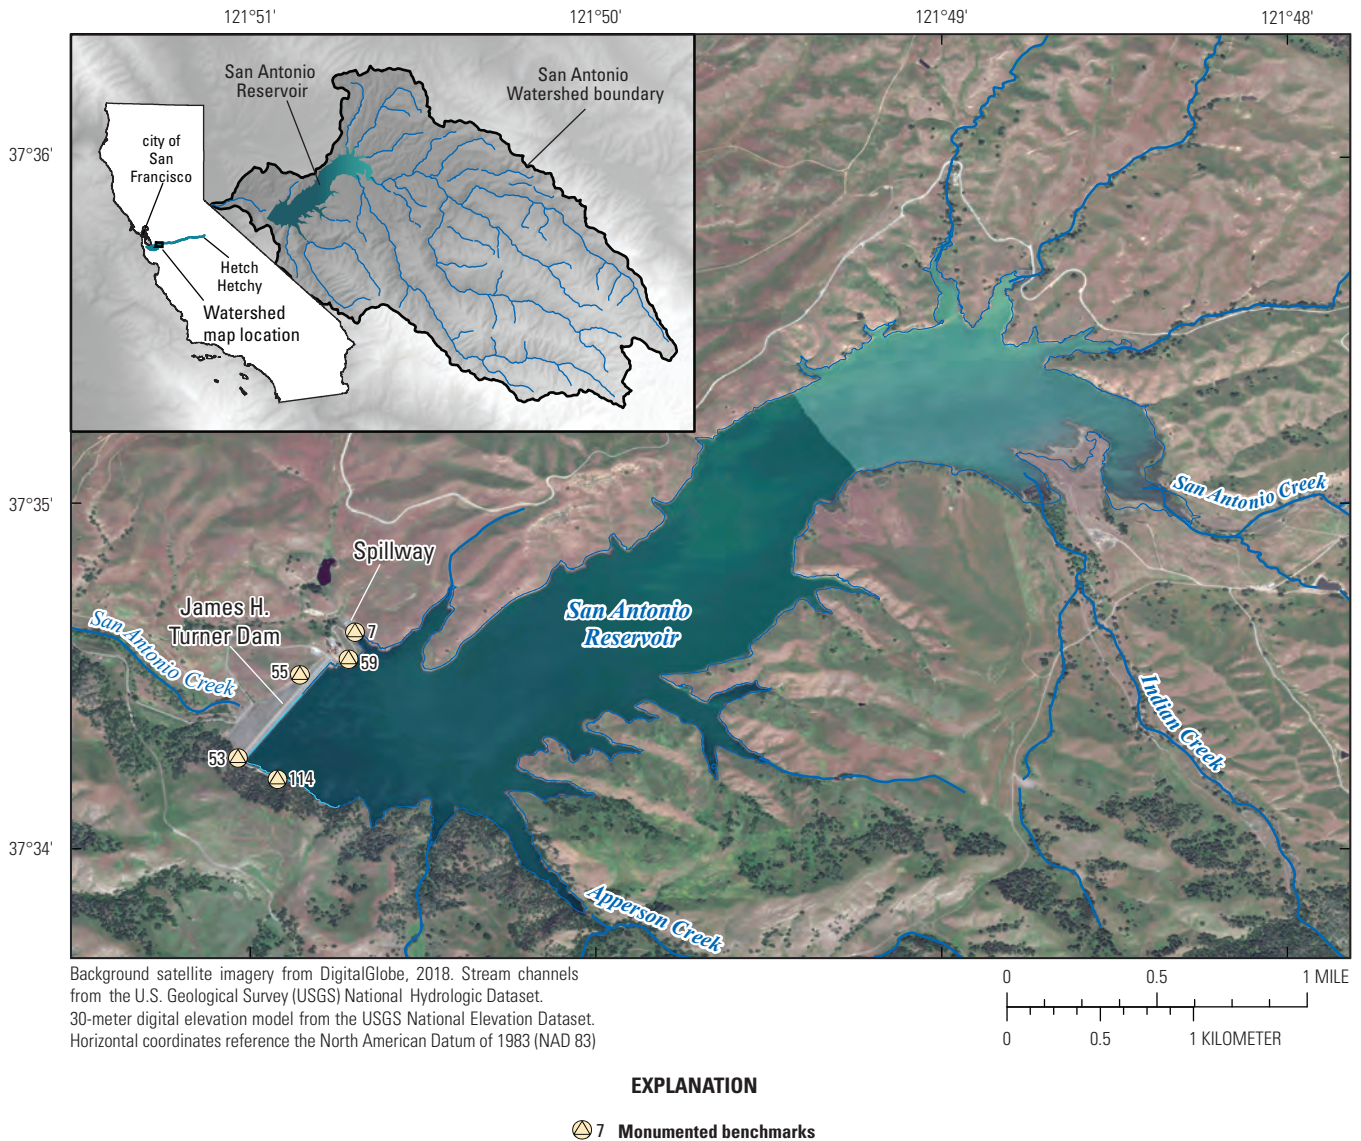 121°51'
121°50'
121°49'
121°48'
37°36'
37°35'
37°34'
San Antonio
Reservoir
San Antonio
Watershed boundary
city of
San
Francisco
Hetch
Hetchy
Watershed
map location
San Antonio Creek
Spillway
James H.
Turner Dam
San Antonio Creek
San Antonio
Reservoir
7
59
55
53
114
Indian Creek
Apperson Creek
Background satellite imagery from DigitalGlobe, 2018. Stream channels
from the U.S. Geological Survey (USGS) National Hydrologic Dataset.
30-meter digital elevation model from the USGS National Elevation Dataset.
Horizontal coordinates reference the North American Datum of 1983 (NAD 83)
0 0.5 1 MILE
0 0.5 1 KILOMETER
EXPLANATION
7 Monumented benchmarks